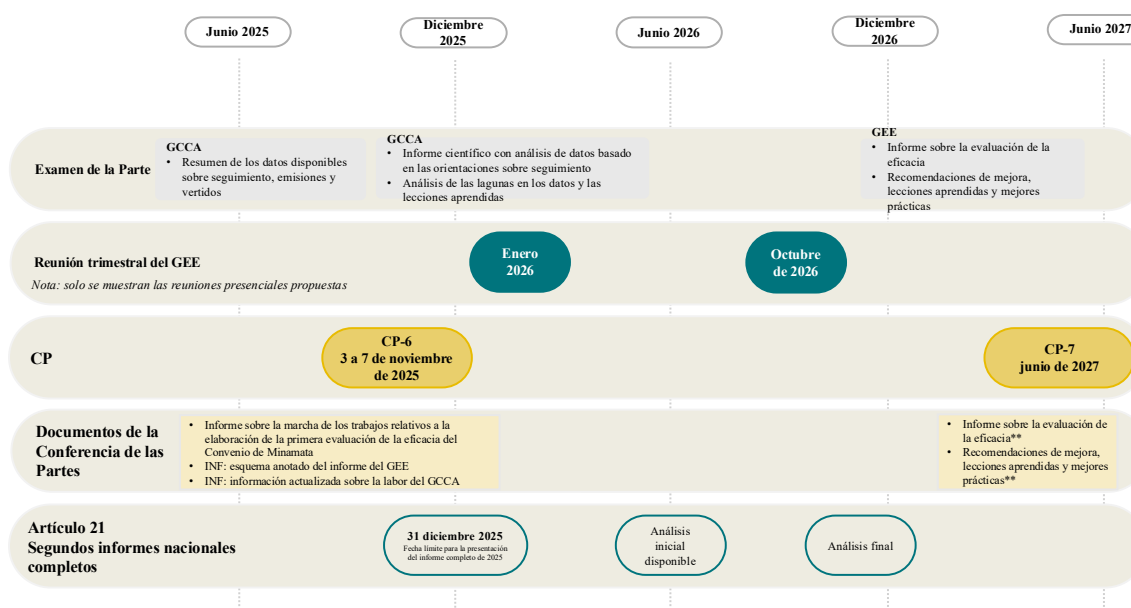 Junio 2025
Diciembre
2025
Junio 2026
Diciembre
2026
Junio 2027
Examen de la Parte
GCCA
• Resumen de los datos disponibles
sobre seguimiento, emisiones y
vertidos
GCCA
• Informe científico con análisis de datos basado
en las orientaciones sobre seguimiento
• Análisis de las lagunas en los datos y las
lecciones aprendidas
GEE
• Informe sobre la evaluación de la
eficacia
• Recomendaciones de mejora,
lecciones aprendidas y mejores
prácticas
Reunión trimestral del GEE
Nota: solo se muestran las reuniones presenciales propuestas
Enero
2026
Octubre
de 2026
CP
CP-6
3 a 7 de noviembre
de 2025
CP-7
junio de 2027
Documentos de la
Conferencia de las
Partes
• Informe sobre la marcha de los trabajos relativos a la
elaboración de la primera evaluación de la eficacia del
Convenio de Minamata
• INF: esquema anotado del informe del GEE
• INF: información actualizada sobre la labor del GCCA
• Informe sobre la evaluación de
la eficacia**
• Recomendaciones de mejora,
lecciones aprendidas y mejores
prácticas**
Artículo 21
Segundos informes nacionales
completos
31 diciembre 2025
Fecha límite para la presentación
del informe completo de 2025
Análisis
inicial
disponible
Análisis final